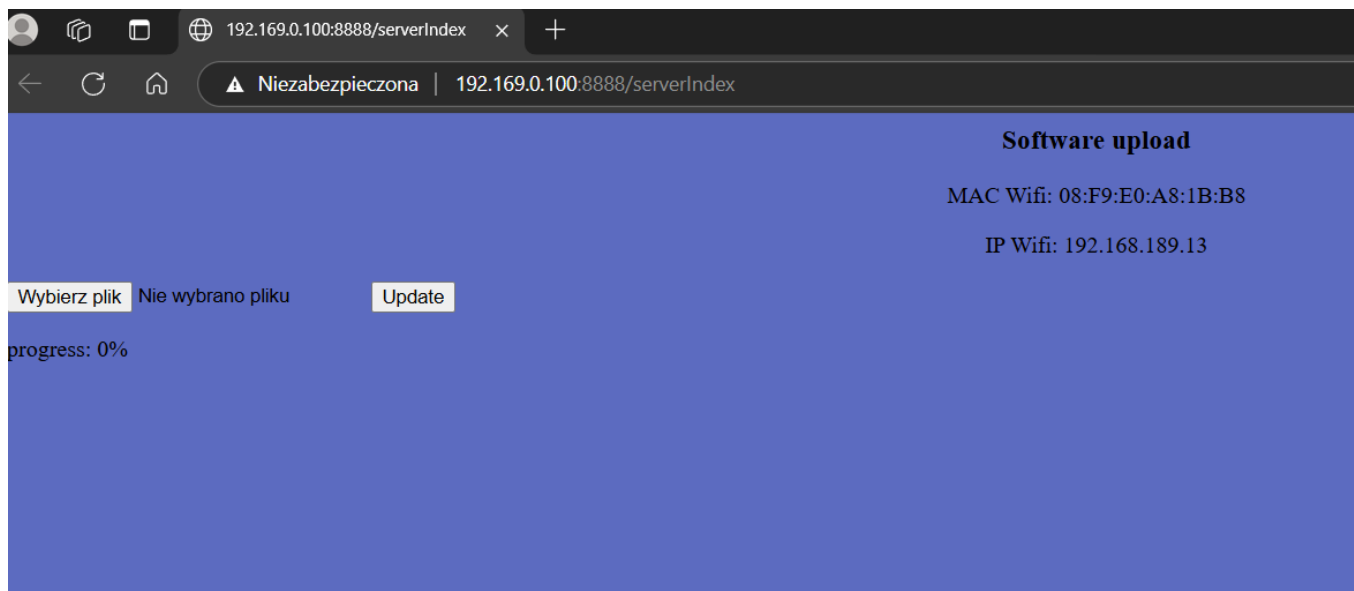 192.169.0.100:8888/serverIndex
Niezabezpieczona | 192.169.0.100:8888/serverIndex
Software upload
MAC Wifi: 08:F9:E0:A8:1B:B8
IP Wifi: 192.168.189.13
Wybierz plik Nie wybrano pliku Update
progress: 0%